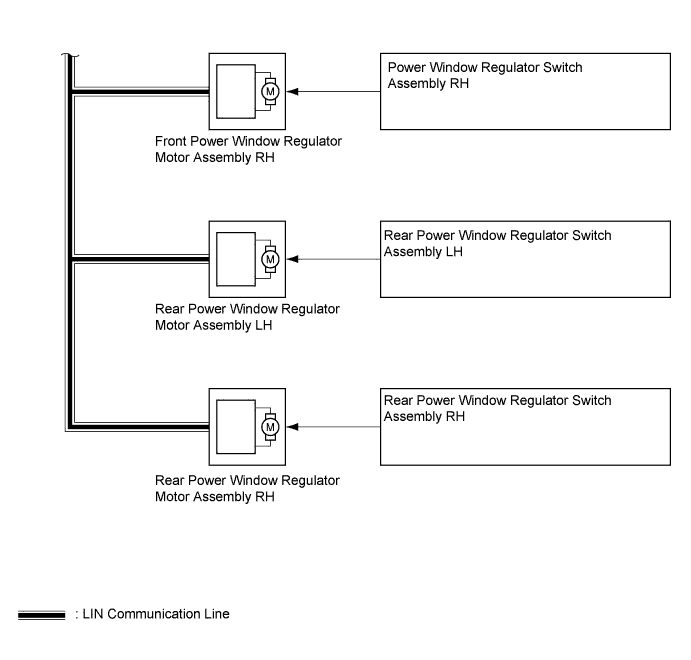 Power Window Regulator Switch
Assembly RH
M
Front Power Window Regulator
Motor Assembly RH
Rear Power Window Regulator Switch
Assembly LH
M
Rear Power Window Regulator
Motor Assembly LH
Rear Power Window Regulator Switch
Assembly RH
M
Rear Power Window Regulator
Motor Assembly RH
: LIN Communication Line